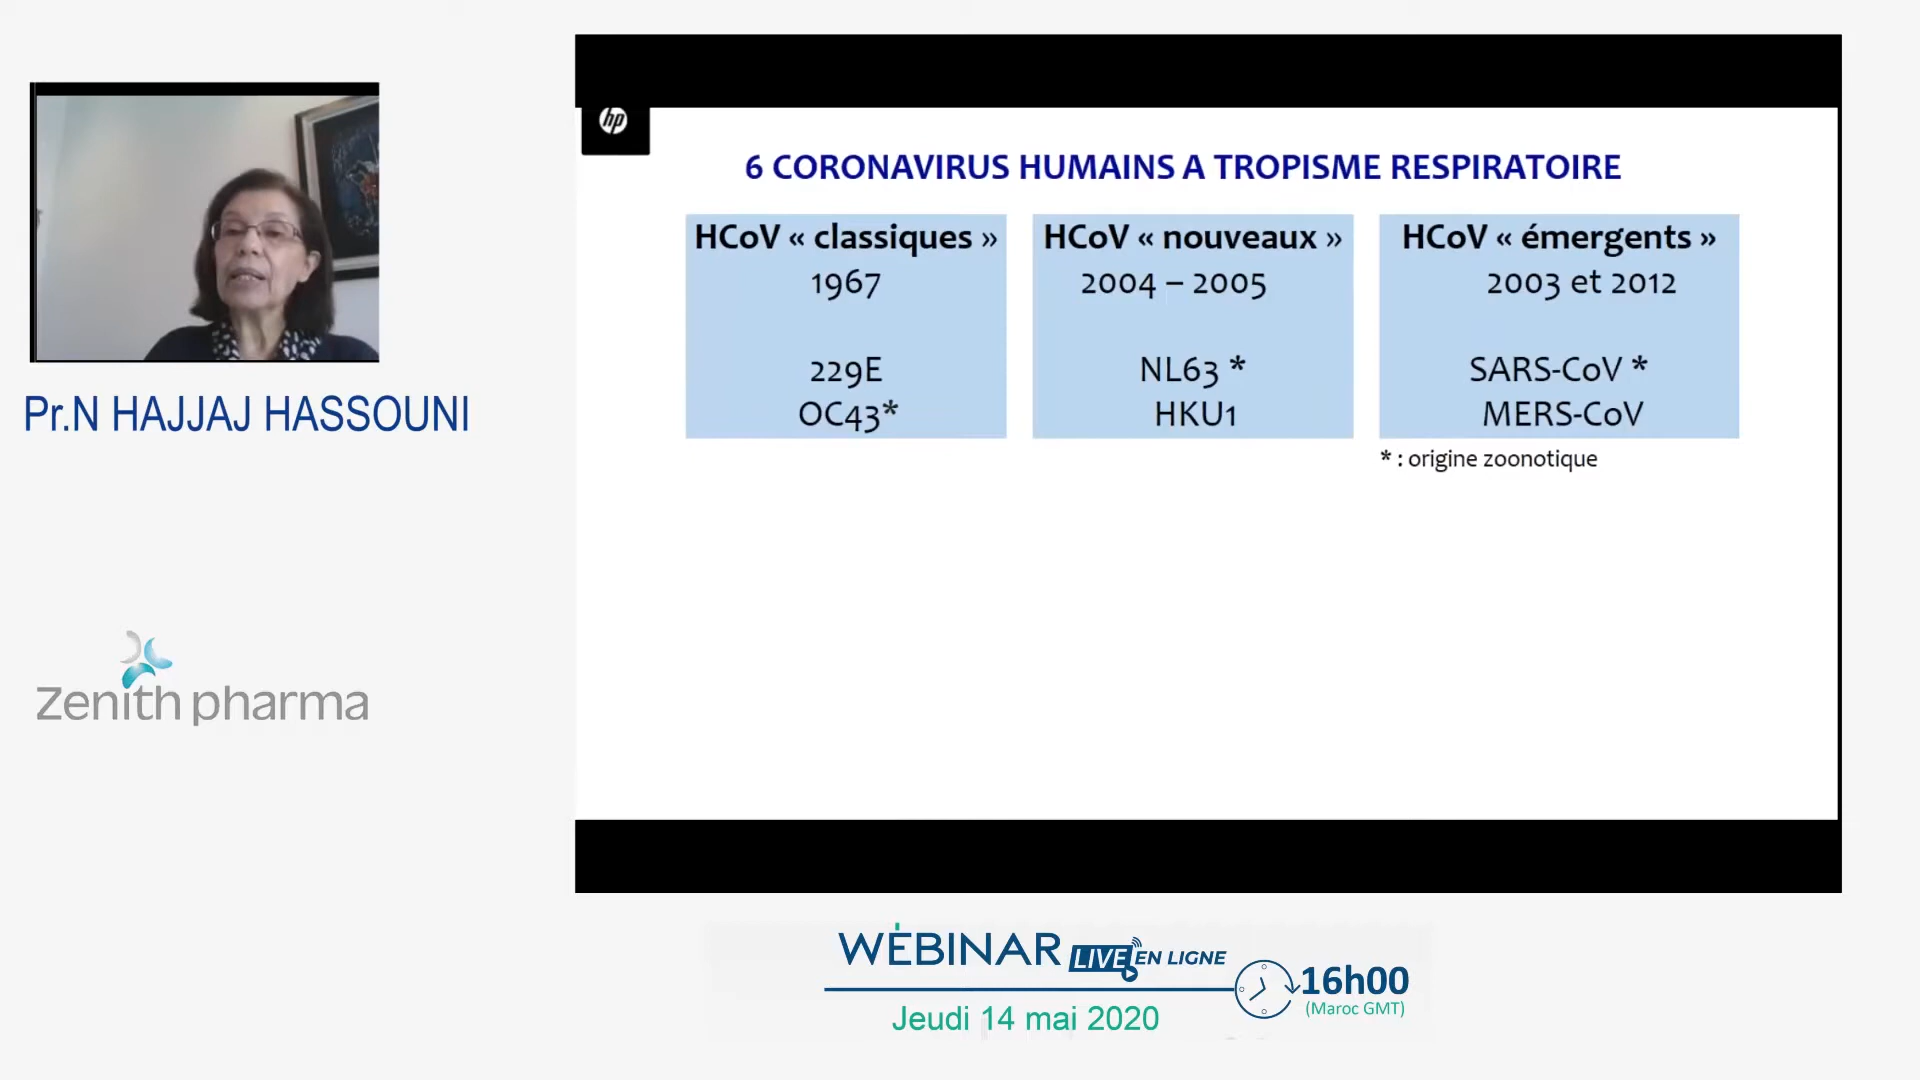 hp
6 CORONAVIRUS HUMAINS A TROPISME RESPIRATOIRE
HCoV « classiques »
1967
229E
OC43*
HCoV « nouveaux »
2004 – 2005
NL63 *
HKU1
HCoV « émergents »
2003 et 2012
SARS-CoV *
MERS-CoV
* : origine zoonotique
Pr.N HAJJAJ HASSOUNI
Zenith pharma
WEBINAR LIVE EN LIGNE
16h00
(Maroc GMT)
Jeudi 14 mai 2020